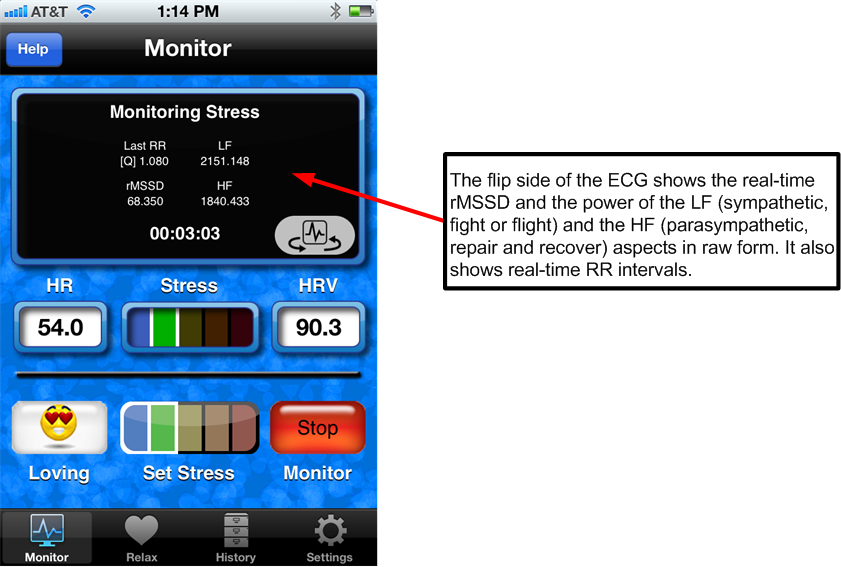 AT&T 1:14 PM
Help
Monitor
Monitoring Stress
Last RR LF
[Q] 1.080 2151.148
rMSSD HF
68.350 1840.433
00:03:03
HR Stress HRV
54.0 90.3
Stop
Loving Set Stress Monitor
Monitor Relax History Settings
The flip side of the ECG shows the real-time
rMSSD and the power of the LF (sympathetic,
fight or flight) and the HF (parasympathetic,
repair and recover) aspects in raw form. It also
shows real-time RR intervals.